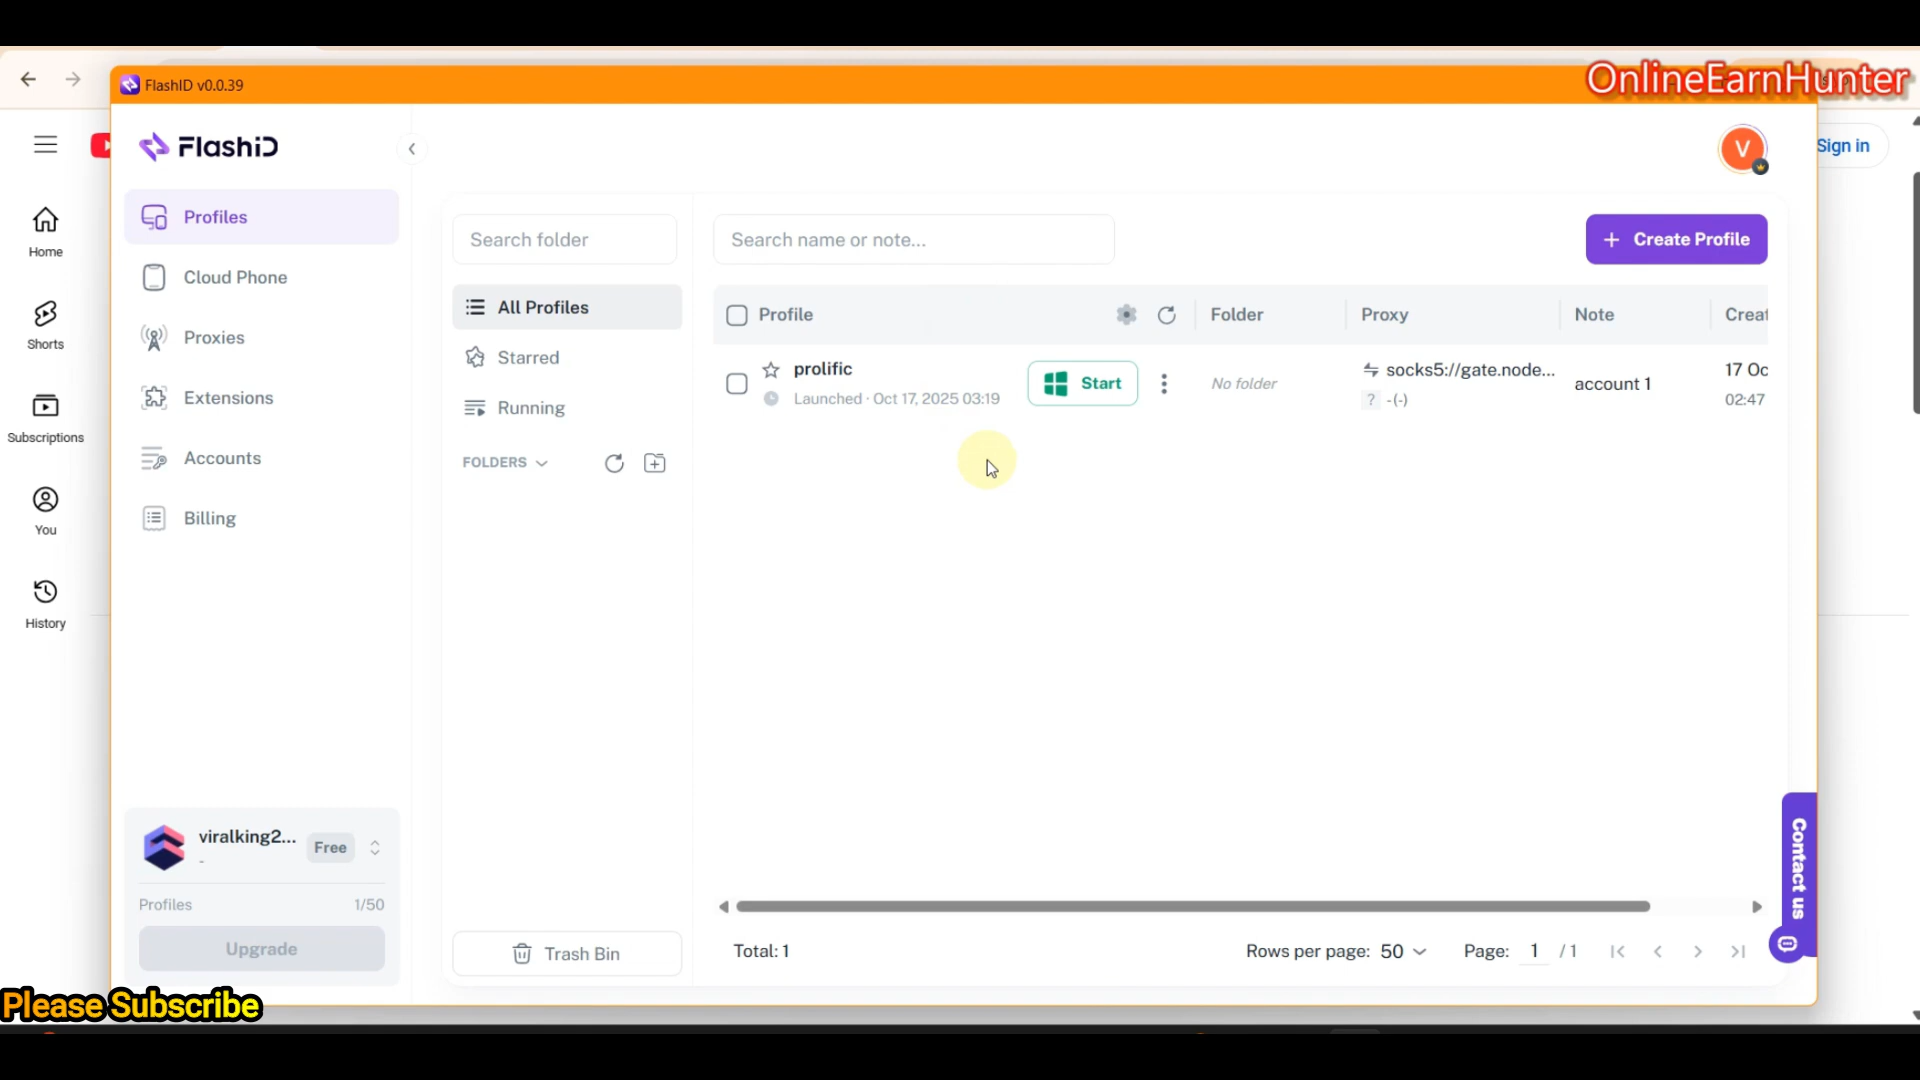 FlashID v0.0.39
OnlineEarnHunter
FlashID
Sign in
Home
Shorts
Subscriptions
You
History
Profiles
Cloud Phone
Proxies
Extensions
Accounts
Billing
viralking2...
Free
-
Profiles
1/50
Upgrade
Search folder
All Profiles
Starred
Running
FOLDERS
Trash Bin
Search name or note...
+ Create Profile
Profile
Folder
Proxy
Note
Creat
prolific
Launched · Oct 17, 2025 03:19
Start
No folder
socks5://gate.node...
? -(-)
account 1
17 Oc
02:47
Total: 1
Rows per page: 50
Page: 1 / 1
Contact us
Please Subscribe